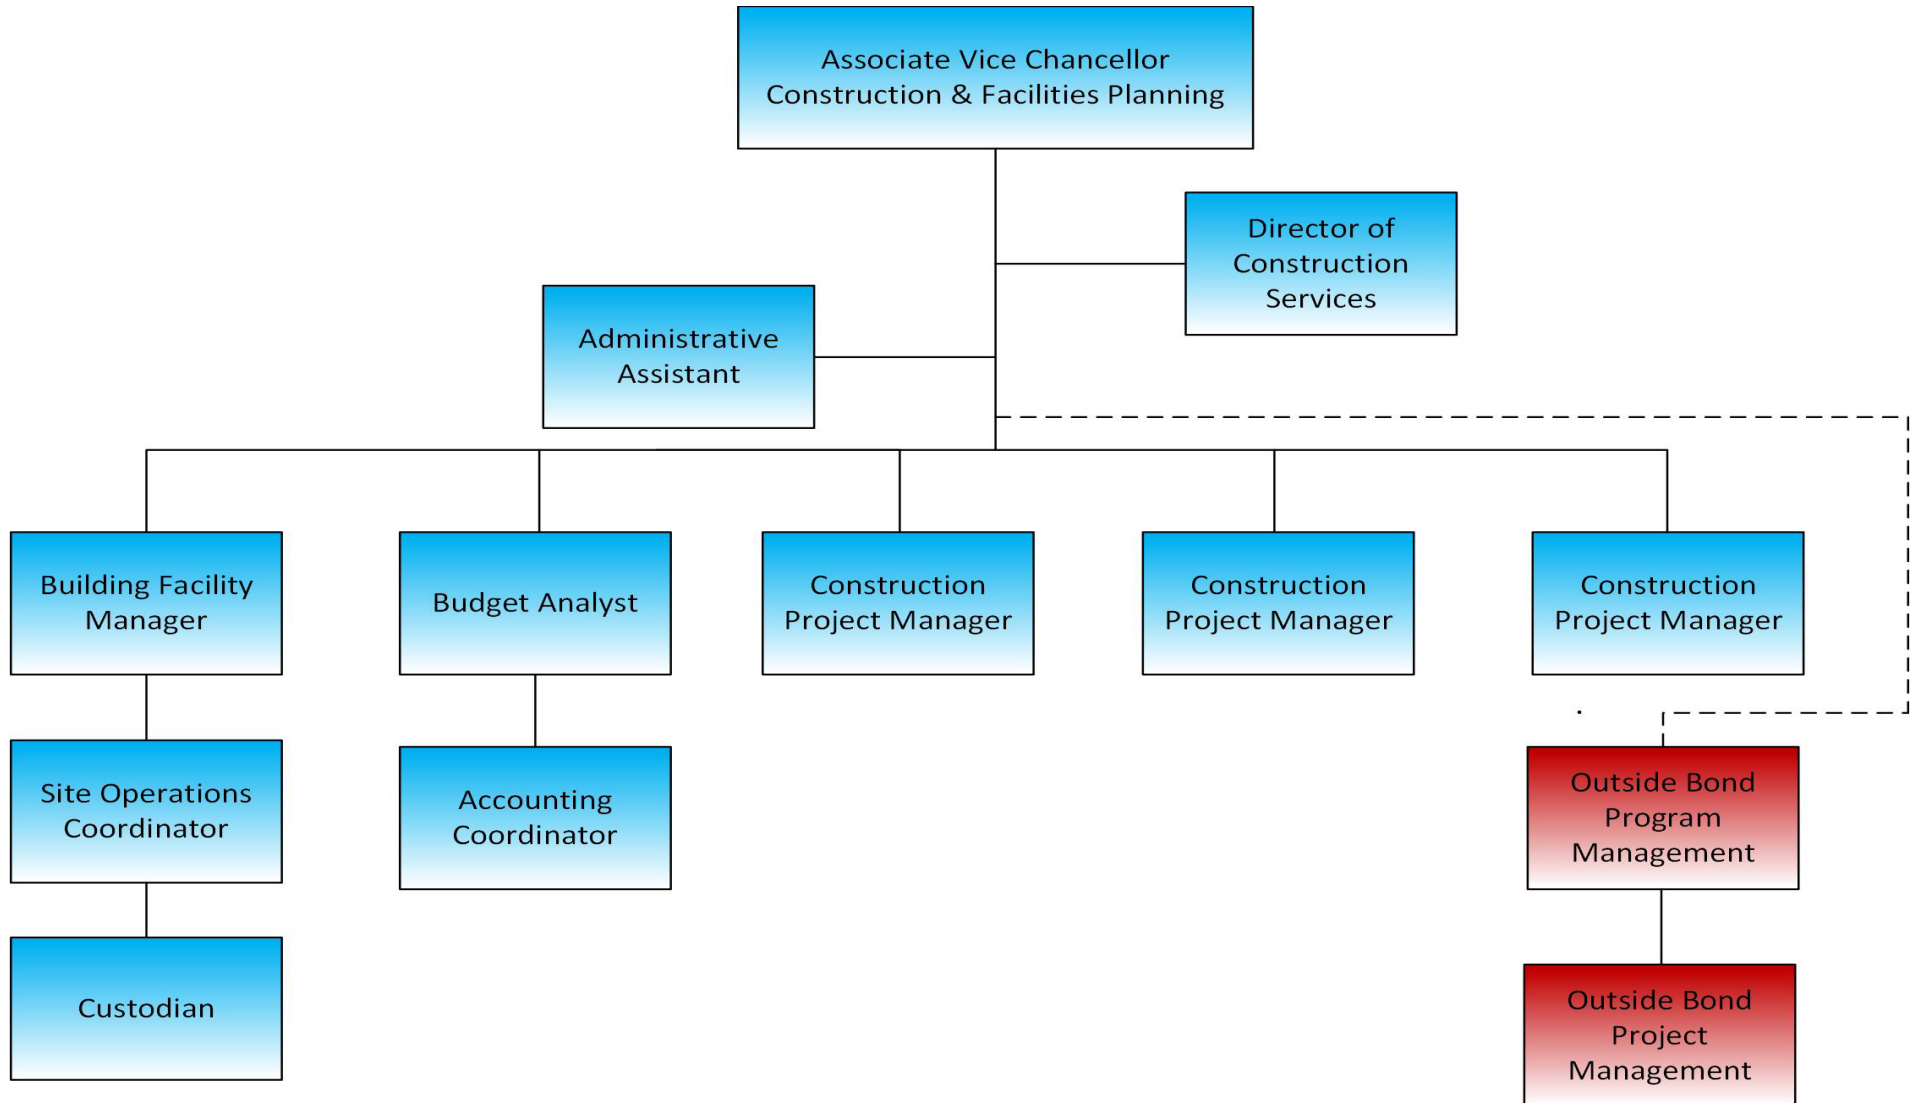 Associate Vice Chancellor
Construction & Facilities Planning
Director of
Construction
Services
Administrative
Assistant
Building Facility
Manager
Budget Analyst
Construction
Project Manager
Construction
Project Manager
Construction
Project Manager
Site Operations
Coordinator
Accounting
Coordinator
Outside Bond
Program
Management
Custodian
Outside Bond
Project
Management